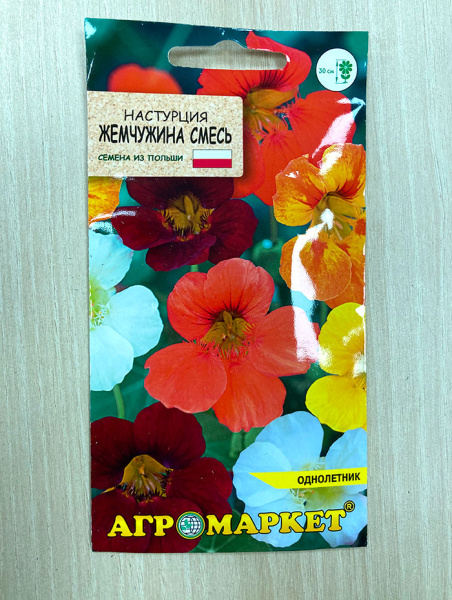 30 см
НАСТУРЦИЯ
ЖЕМЧУЖИНА СМЕСЬ
СЕМЕНА ИЗ ПОЛЬШИ
ОДНОЛЕТНИК
АГРОМАРКЕТ®